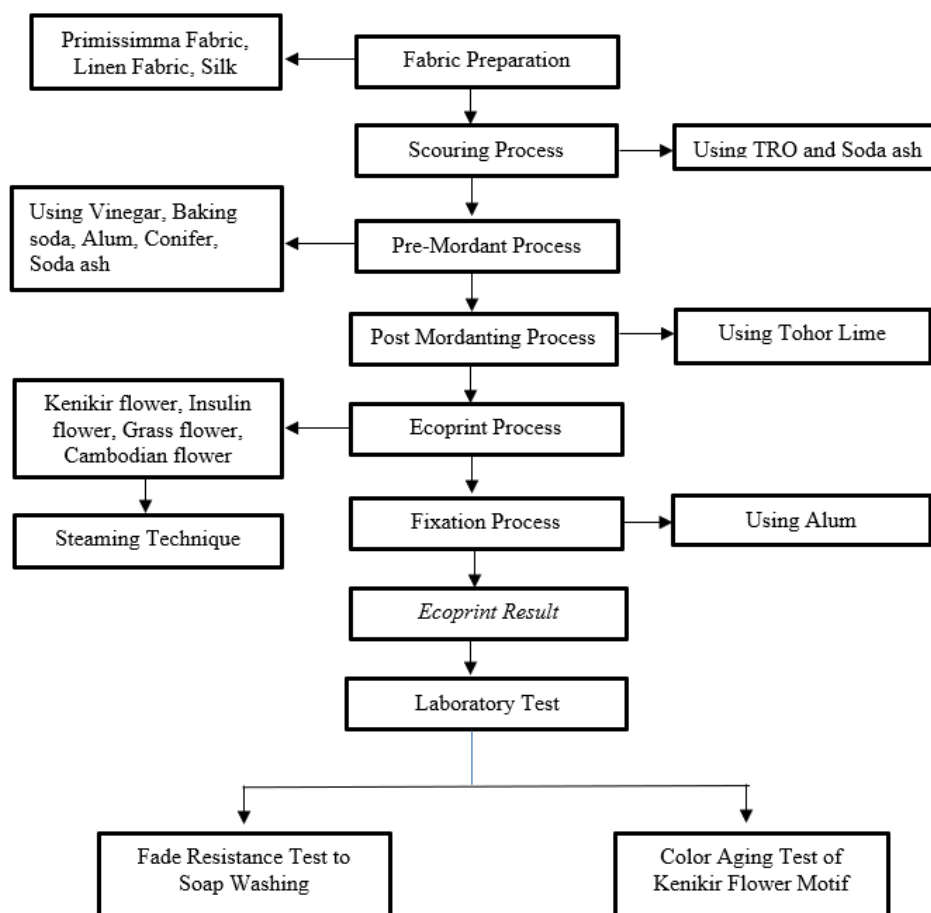 Primissimma Fabric,
Linen Fabric, Silk
Fabric Preparation
Scouring Process
Using TRO and Soda ash
Using Vinegar, Baking
soda, Alum, Conifer,
Soda ash
Pre-Mordant Process
Post Mordanting Process
Using Tohor Lime
Kenikir flower, Insulin
flower, Grass flower,
Cambodian flower
Ecoprint Process
Steaming Technique
Fixation Process
Using Alum
Ecoprint Result
Laboratory Test
Fade Resistance Test to
Soap Washing
Color Aging Test of
Kenikir Flower Motif